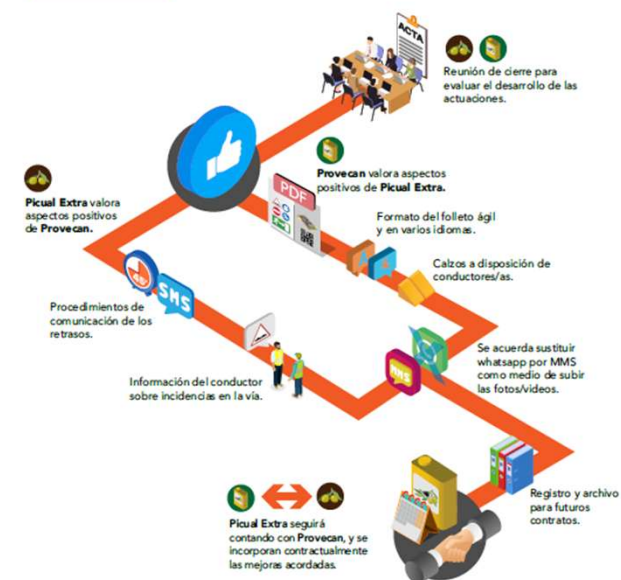 ACTA
Reunión de cierre para
evaluar el desarrollo de las
actuaciones.
Provecan valora aspectos
positivos de Picual Extra.
Picual Extra valora
aspectos positivos
de Provecan.
PDF
Formato del folleto ágil
y en varios idiomas.
Calzos a disposición de
conductores/as.
SMS
Procedimientos de
comunicación de los
retrasos.
Información del conductor
sobre incidencias en la vía.
MMS
Se acuerda sustituir
whatsapp por MMS
como medio de subir
las fotos/videos.
Registro y archivo
para futuros
contratos.
Picual Extra seguirá
contando con Provecan, y se
incorporan contractualmente
las mejoras acordadas.